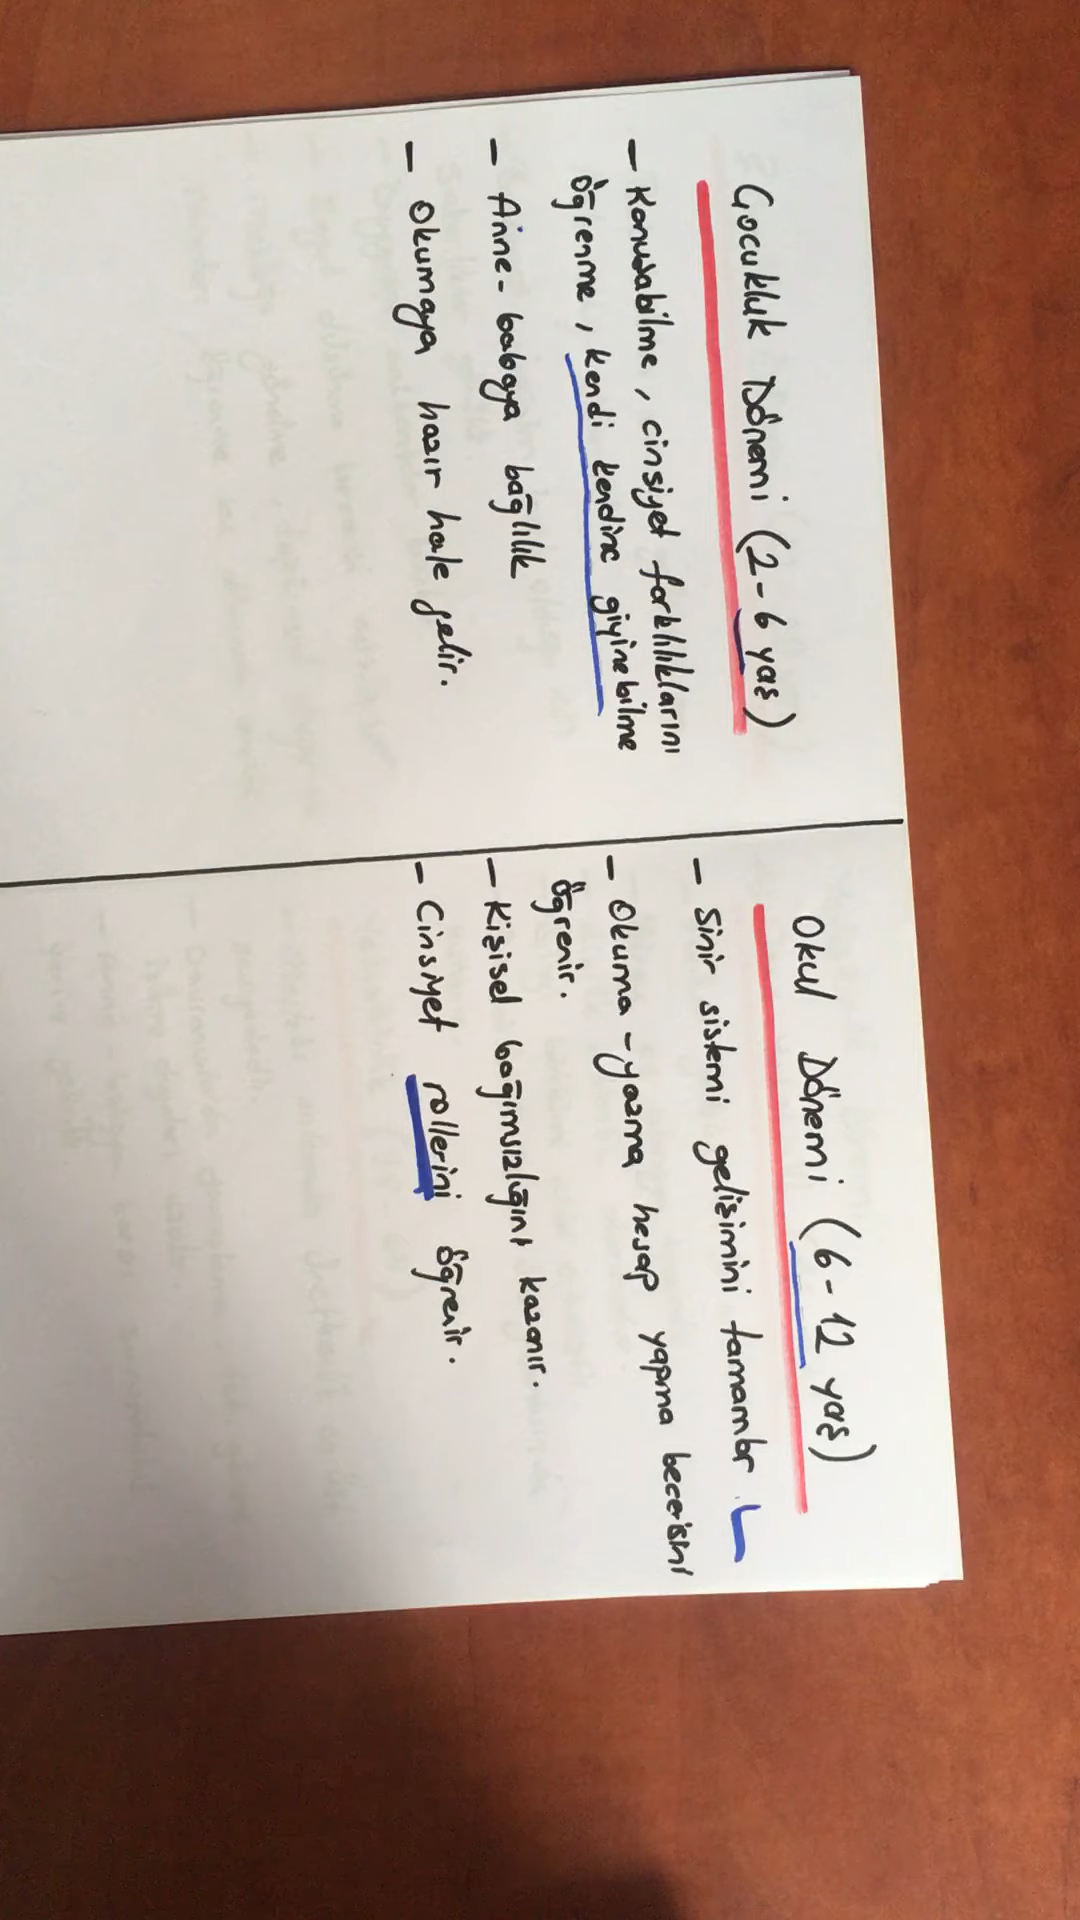 Çocukluk Dönemi (2-6 yaş)
- Konuşabilme, cinsiyet farklılıklarını
öğrenme, kendi kendine giyinebilme
- Anne-babaya bağlılık
- Okumaya hazır hale gelir.
Okul Dönemi (6-12 yaş)
- Sinir sistemi gelişimini tamamlar.
- Okuma-yazma hesap yapma becerisini
öğrenir.
- Kişisel bağımsızlığını kazanır.
- Cinsiyet rollerini öğrenir.